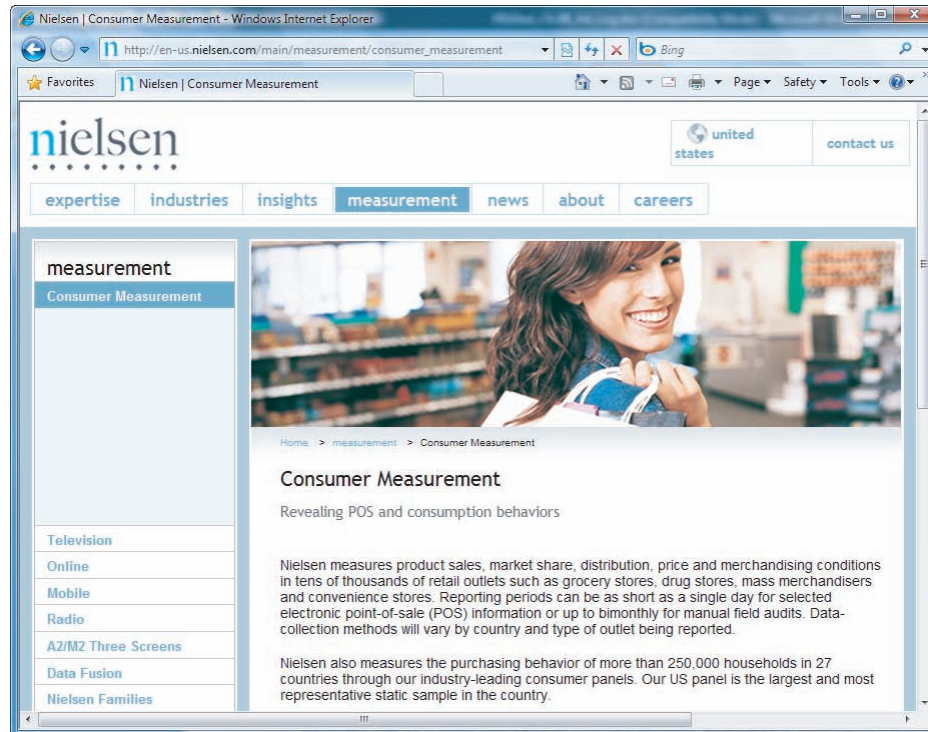 Nielsen | Consumer Measurement - Windows Internet Explorer
http://en-us.nielsen.com/main/measurement/consumer_measurement
Bing
Favorites
Nielsen | Consumer Measurement
Page
Safety
Tools
nielsen
united states
contact us
expertise industries insights measurement news about careers
measurement
Consumer Measurement
Home > measurement > Consumer Measurement
Consumer Measurement
Revealing POS and consumption behaviors
Television
Online
Mobile
Radio
A2/M2 Three Screens
Data Fusion
Nielsen Families
Nielsen measures product sales, market share, distribution, price and merchandising conditions
in tens of thousands of retail outlets such as grocery stores, drug stores, mass merchandisers
and convenience stores. Reporting periods can be as short as a single day for selected
electronic point-of-sale (POS) information or up to bimonthly for manual field audits. Data-
collection methods will vary by country and type of outlet being reported.
Nielsen also measures the purchasing behavior of more than 250,000 households in 27
countries through our industry-leading consumer panels. Our US panel is the largest and most
representative static sample in the country.